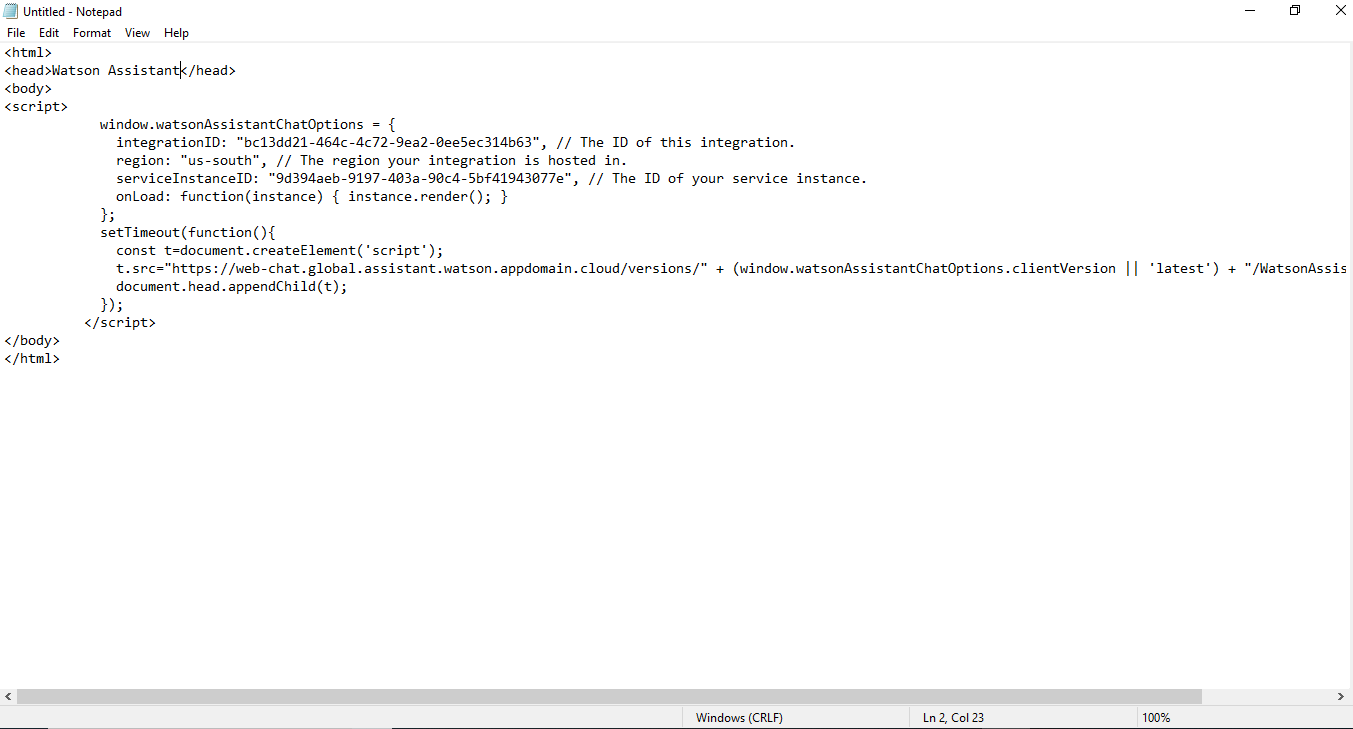 Untitled - Notepad
File Edit Format View Help
<html>
<head>Watson Assistant</head>
<body>
<script>
            window.watsonAssistantChatOptions = {
              integrationID: "bc13dd21-464c-4c72-9ea2-0ee5ec314b63", // The ID of this integration.
              region: "us-south", // The region your integration is hosted in.
              serviceInstanceID: "9d394aeb-9197-403a-90c4-5bf41943077e", // The ID of your service instance.
              onLoad: function(instance) { instance.render(); }
            };
            setTimeout(function(){
              const t=document.createElement('script');
              t.src="https://web-chat.global.assistant.watson.appdomain.cloud/versions/" + (window.watsonAssistantChatOptions.clientVersion || 'latest') + "/WatsonAssis
              document.head.appendChild(t);
            });
          </script>
</body>
</html>
Windows (CRLF) Ln 2, Col 23 100%